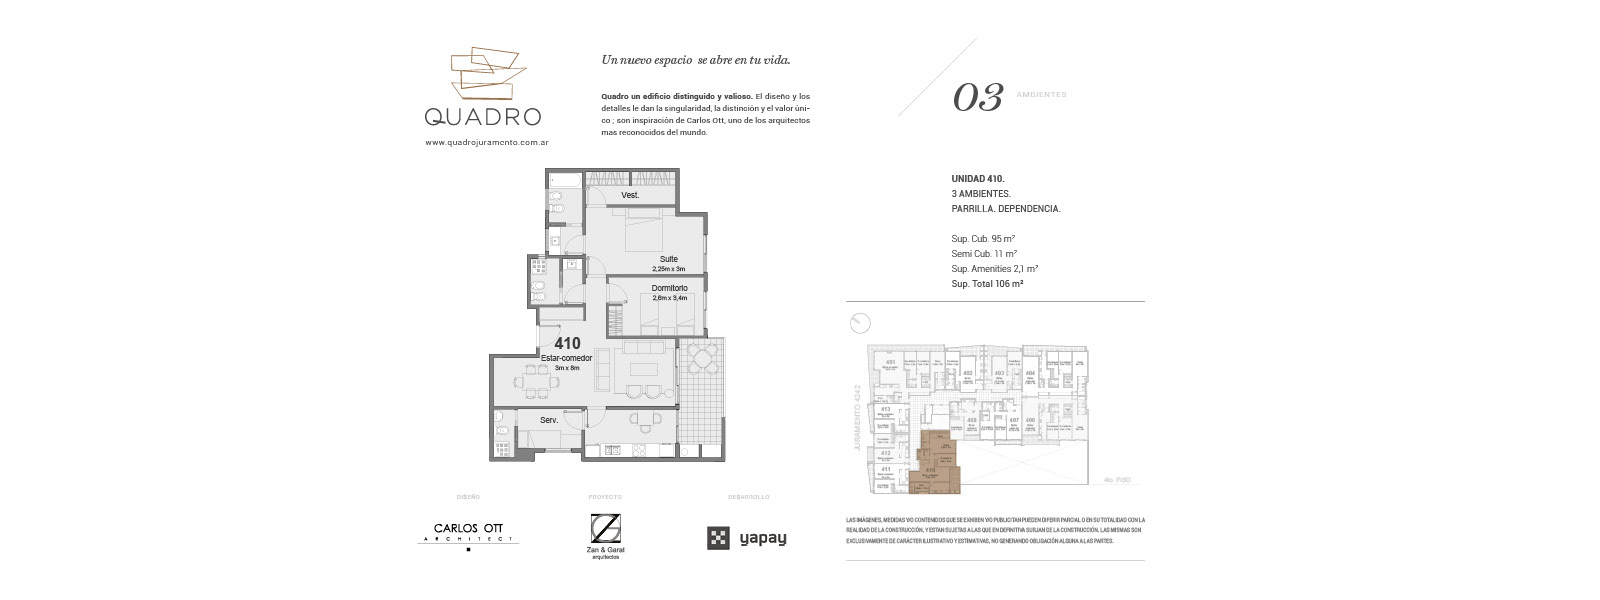 QUADRO
www.quadrojuramento.com.ar
Un nuevo espacio se abre en tu vida.
Quadro un edificio distinguido y valioso. El diseño y los
detalles le dan la singularidad, la distinción y el valor úni-
co ; son inspiración de Carlos Ott, uno de los arquitectos
mas reconocidos del mundo.
03 AMBIENTES
UNIDAD 410.
3 AMBIENTES.
PARRILLA. DEPENDENCIA.
Sup. Cub. 95 m²
Semi Cub. 11 m²
Sup. Amenities 2,1 m²
Sup. Total 106 m²
Vest.
Suite
2,25m x 3m
Dormitorio
2,6m x 3,4m
410
Estar-comedor
3m x 8m
Serv.
401
402
403
404
413
412
411
410
409
407
406
JURAMENTO 4242
4to. PISO
DISEÑO
PROYECTO
DESARROLLO
CARLOS OTT
ARCHITECT
Zan & Garat
arquitectos
yapay
LAS IMÁGENES, MEDIDAS Y/O CONTENIDOS QUE SE EXHIBEN Y/O PUBLICITAN PUEDEN DIFERIR PARCIAL O EN SU TOTALIDAD CON LA
REALIDAD DE LA CONSTRUCCIÓN, Y ESTAN SUJETAS A LAS QUE EN DEFINITIVA SURJAN DE LA CONSTRUCCIÓN. LAS MISMAS SON
EXCLUSIVAMENTE DE CARÁCTER ILUSTRATIVO Y ESTIMATIVAS, NO GENERANDO OBLIGACIÓN ALGUNA A LAS PARTES.